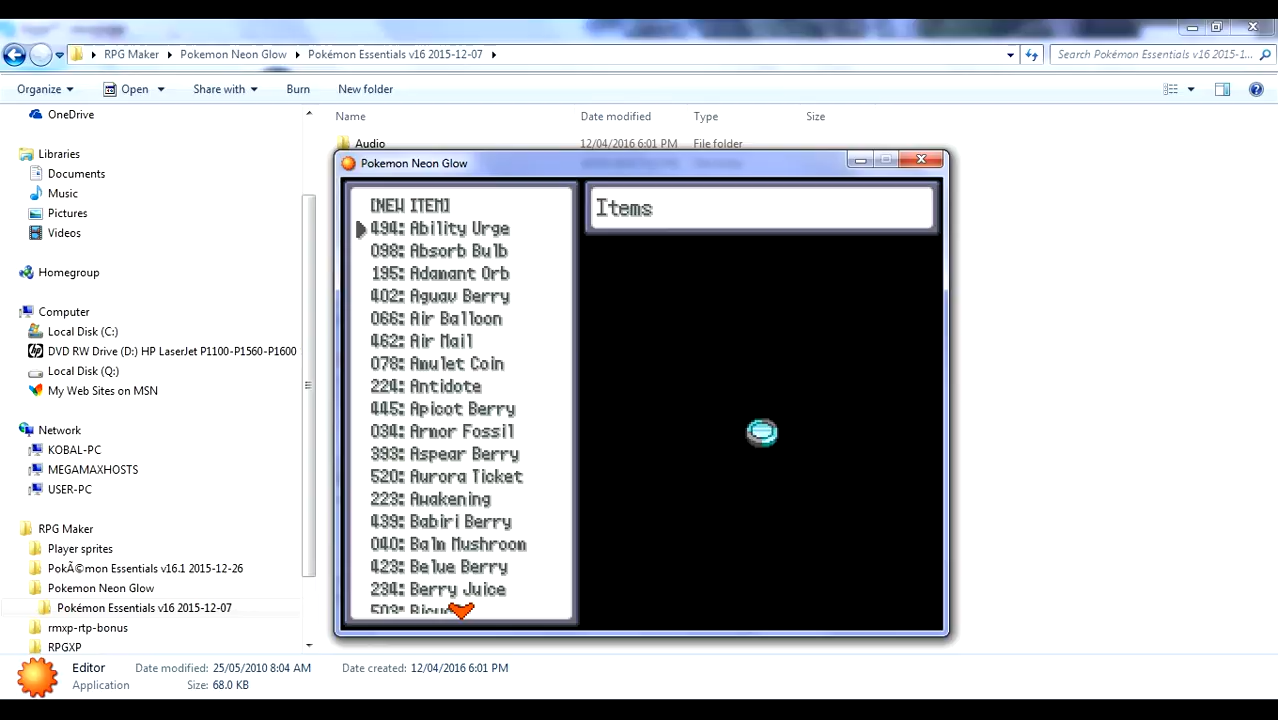 RPG Maker
Pokemon Neon Glow
Pokémon Essentials v16 2015-12-07
Search Pokémon Essentials v16 2015-1...
Organize
Open
Share with
Burn
New folder
OneDrive
Libraries
Documents
Music
Pictures
Videos
Homegroup
Computer
Local Disk (C:)
DVD RW Drive (D:) HP LaserJet P1100-P1560-P1600
Local Disk (Q:)
My Web Sites on MSN
Network
KOBAL-PC
MEGAMAXHOSTS
USER-PC
RPG Maker
Player sprites
PokÃ©mon Essentials v16.1 2015-12-26
Pokemon Neon Glow
Pokémon Essentials v16 2015-12-07
rmxp-rtp-bonus
RPGXP
Name
Date modified
Type
Size
Audio
12/04/2016 6:01 PM
File folder
Pokemon Neon Glow
[NEW ITEM]
494: Ability Urge
098: Absorb Bulb
195: Adamant Orb
402: Aguav Berry
066: Air Balloon
462: Air Mail
078: Amulet Coin
224: Antidote
445: Apicot Berry
034: Armor Fossil
393: Aspear Berry
520: Aurora Ticket
223: Awakening
439: Babiri Berry
040: Balm Mushroom
423: Belue Berry
234: Berry Juice
Items
Editor
Application
Date modified: 25/05/2010 8:04 AM
Size: 68.0 KB
Date created: 12/04/2016 6:01 PM